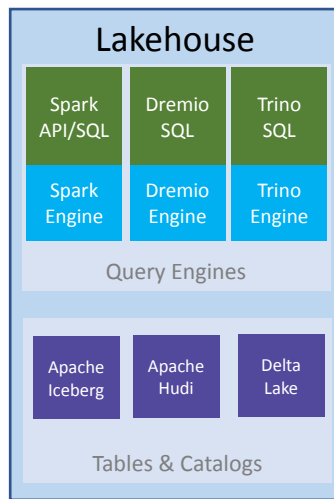 Lakehouse
Spark
API/SQL
Dremio
SQL
Trino
SQL
Spark
Engine
Dremio
Engine
Trino
Engine
Query Engines
Apache
Iceberg
Apache
Hudi
Delta
Lake
Tables & Catalogs